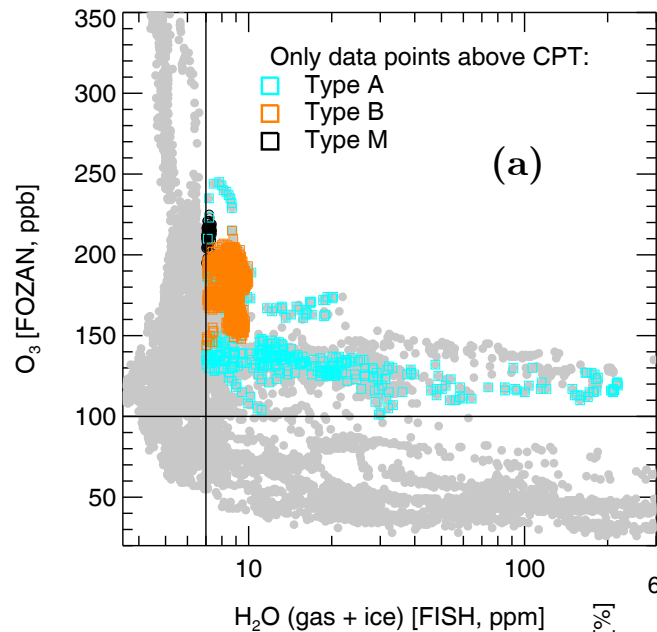 350
300
250
200
150
100
50
O3 [FOZAN, ppb]
Only data points above CPT:
Type A
Type B
Type M
(a)
10
100
6
H2O (gas + ice) [FISH, ppm]